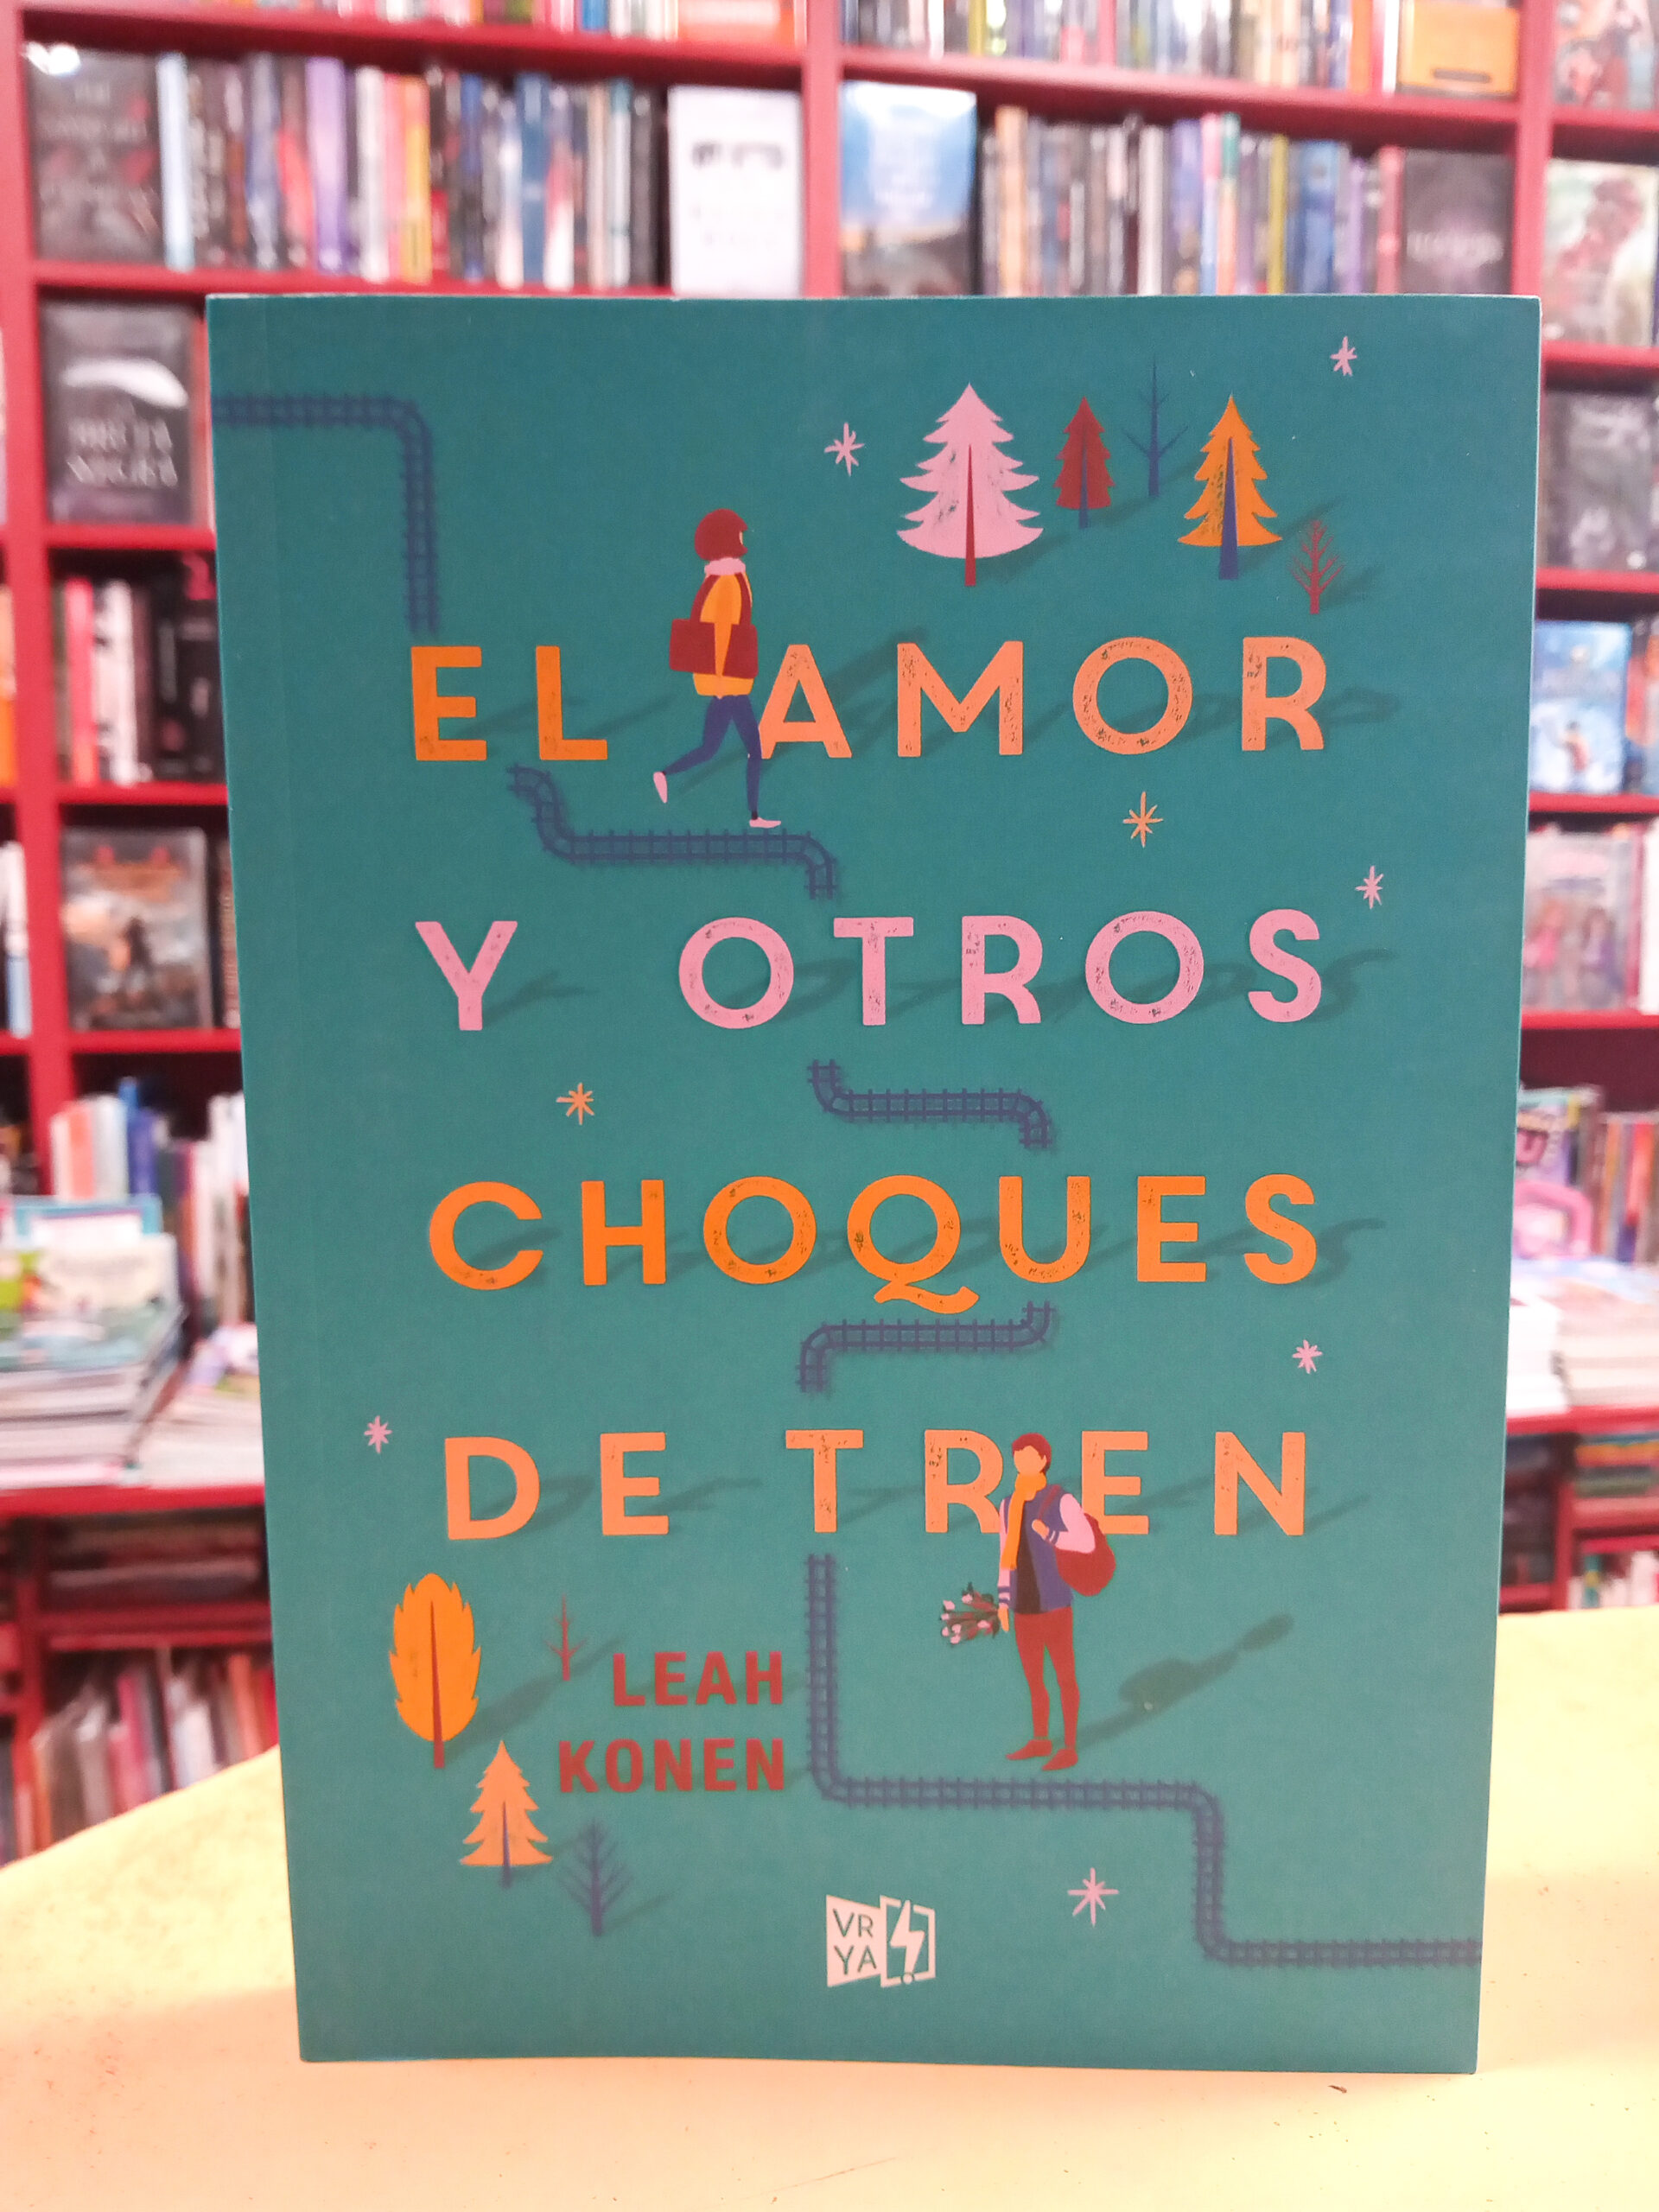 EL AMOR
Y OTROS
CHOQUES
DE TREN
LEAH
KONEN
VR
YA